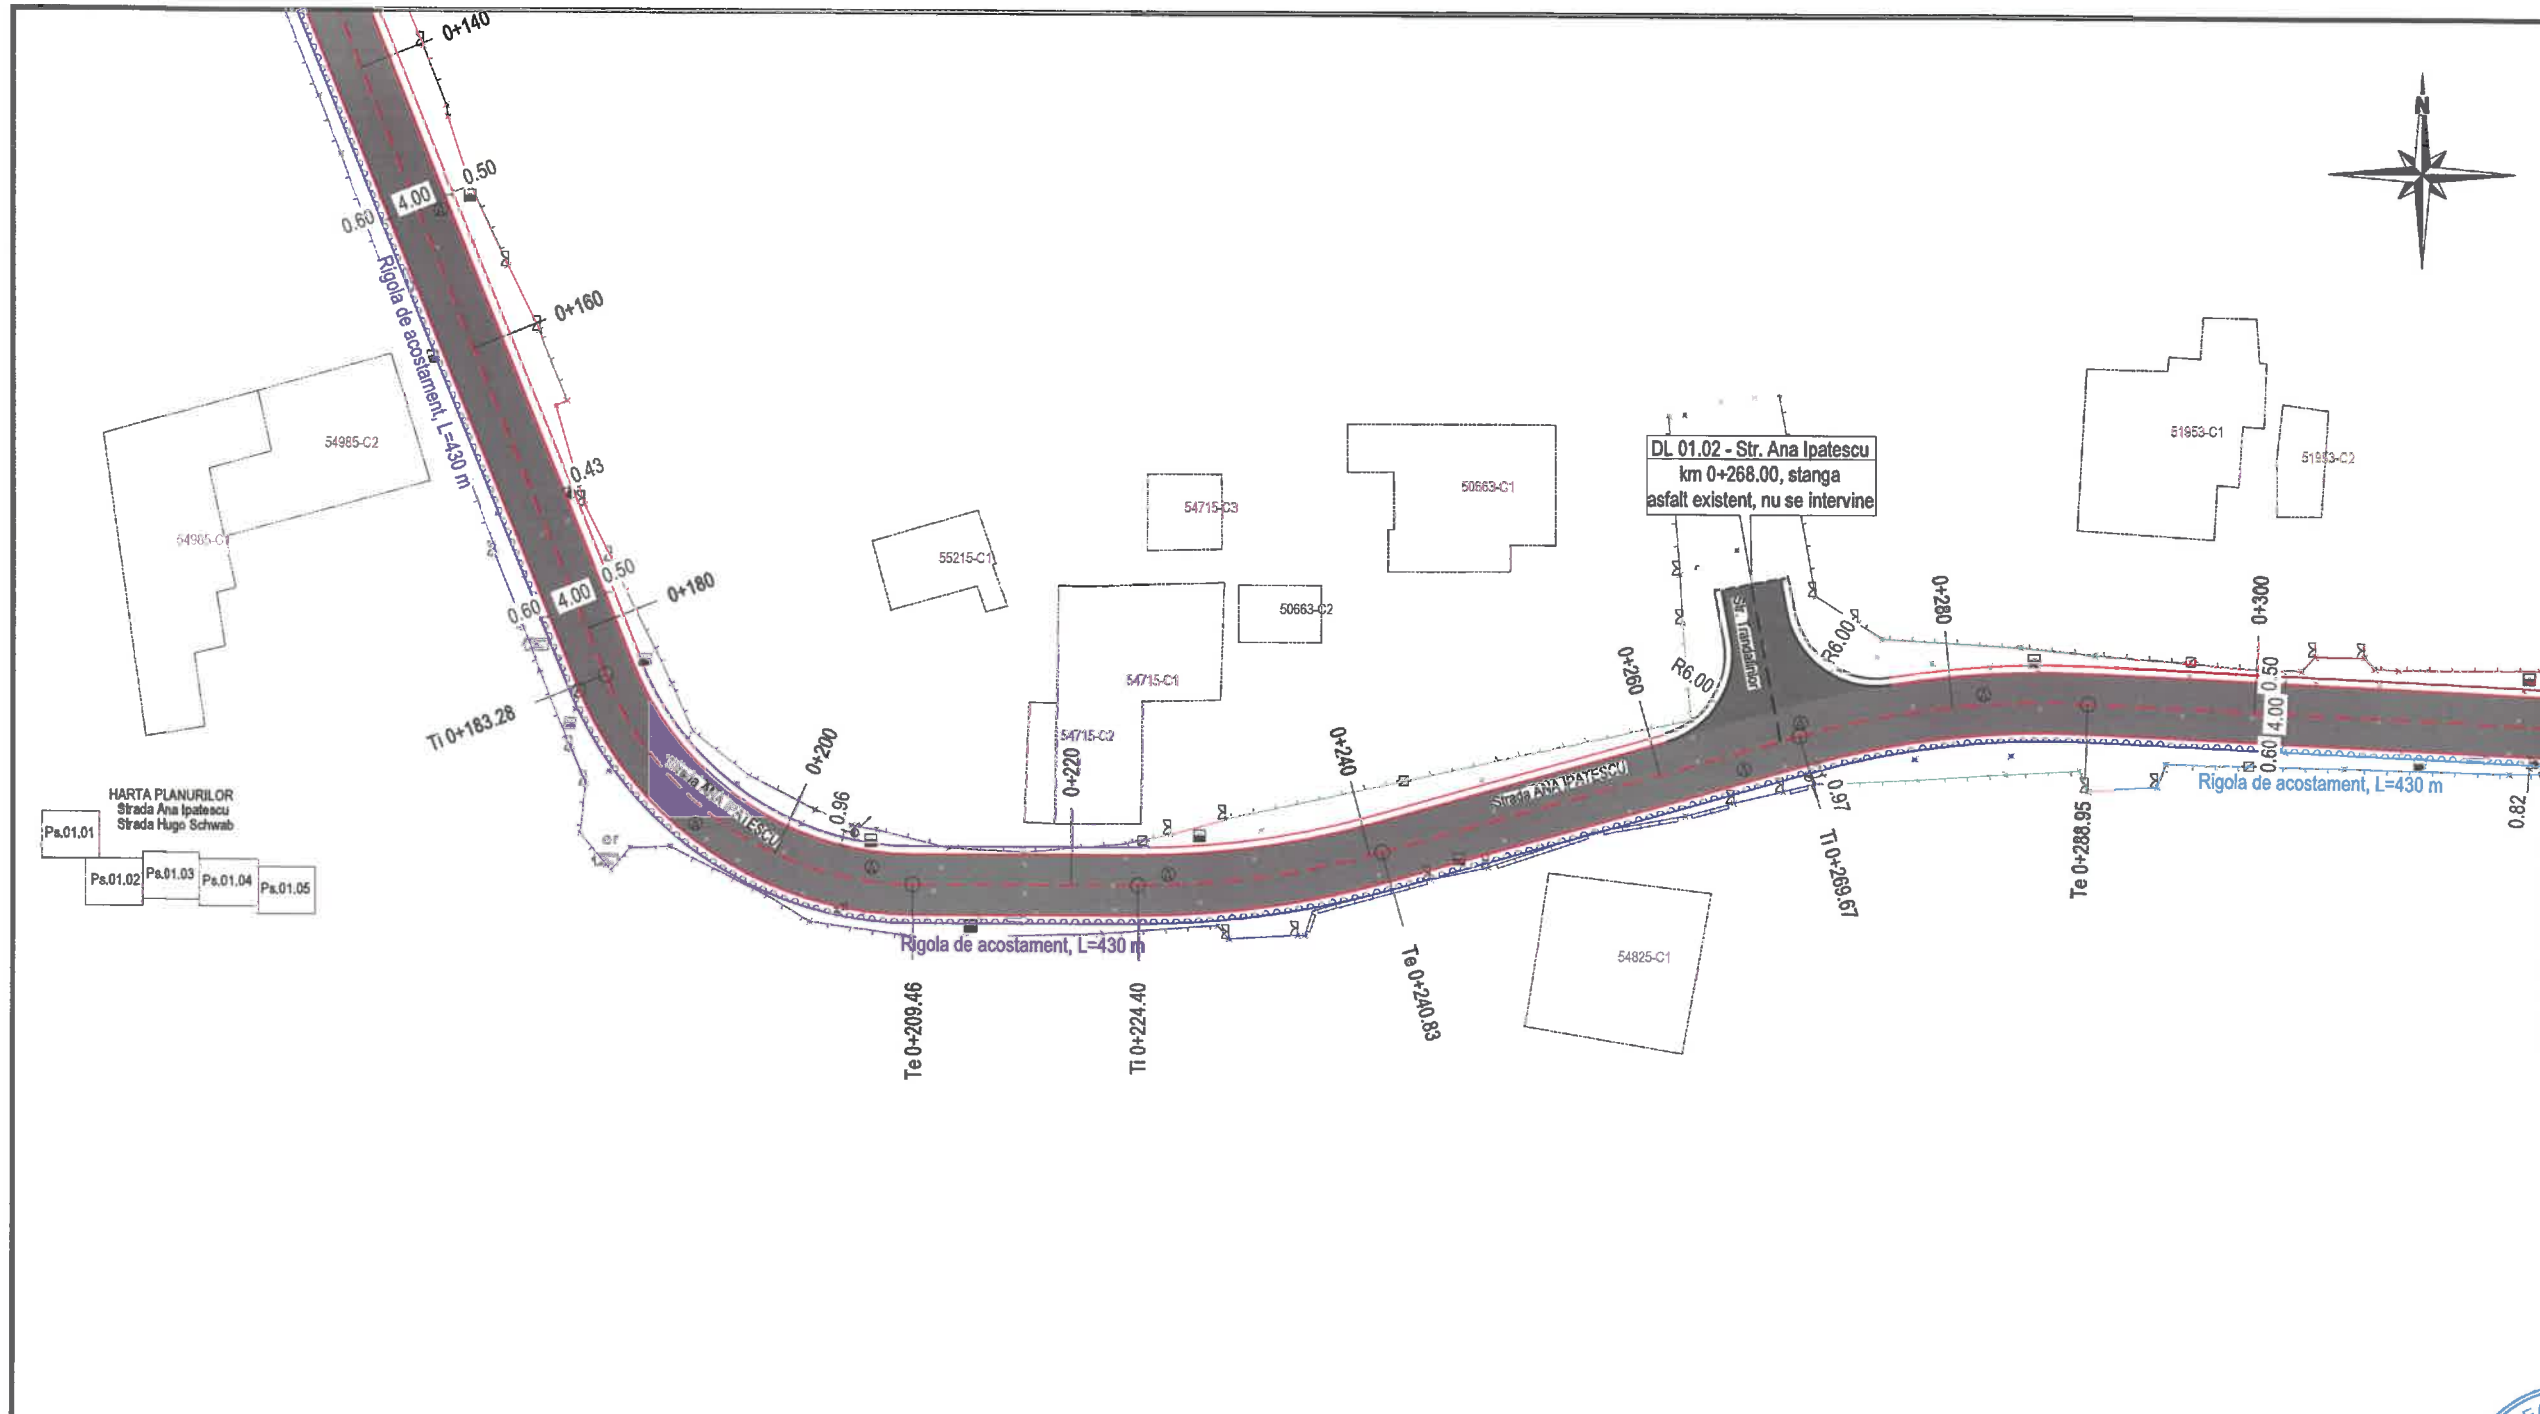 0+140
N
0.50
4.00
0.60
Rigola de acostament, L=430 m
0+160
54985-C2
54985-C1
0.43
0.50
4.00
0.60
0+180
Ti 0+183.28
55215-C1
54715-C3
50663-C1
50663-C2
54715-C1
54715-C2
DL 01.02 - Str. Ana Ipatescu
km 0+268.00, stanga
asfalt existent, nu se intervine
51953-C1
51953-C2
Str. Trandafirilor
R6.00
R6.00
0+200
0.96
0+220
0+240
0+260
0+280
0+300
0.50
4.00
0.60
Strada ANA IPATESCU
Strada ANA IPATESCU
Rigola de acostament, L=430 m
Rigola de acostament, L=430 m
0.97
0.82
Te 0+209.46
Ti 0+224.40
Te 0+240.83
Ti 0+269.67
Te 0+288.95
54825-C1
HARTA PLANURILOR
Strada Ana Ipatescu
Strada Hugo Schwab
Ps.01.01
Ps.01.02
Ps.01.03
Ps.01.04
Ps.01.05